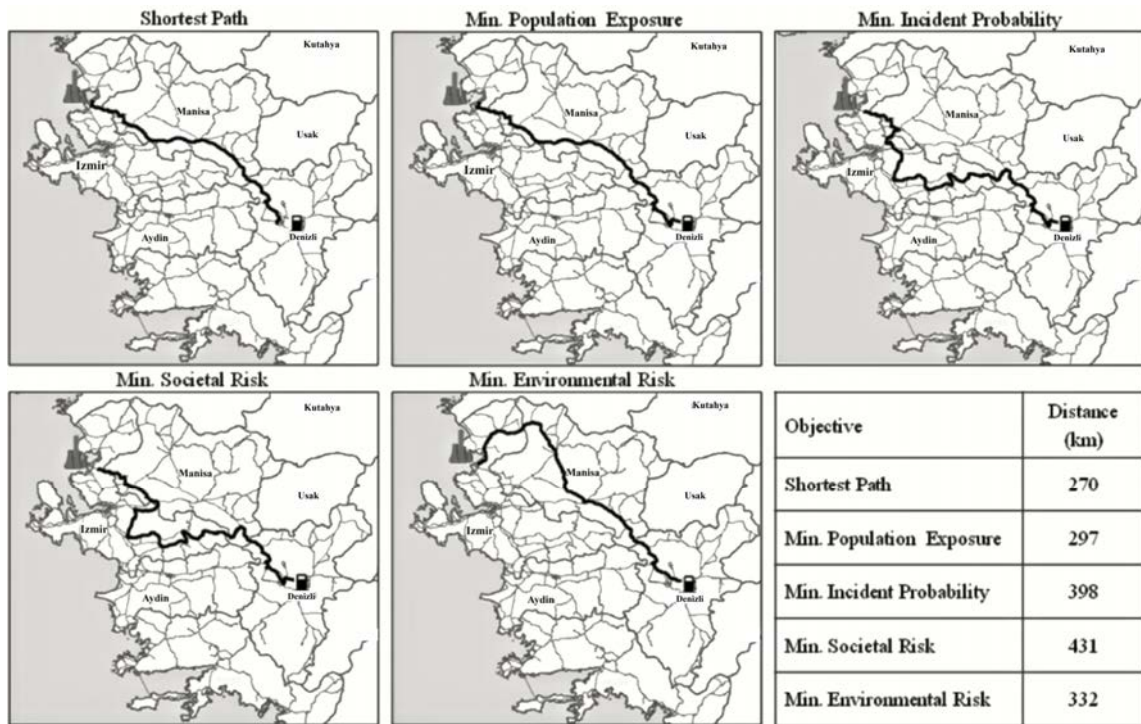 Shortest Path
Kutahya
Manisa
Usak
Izmir
Aydin
Denizli
Min. Population Exposure
Kutahya
Manisa
Usak
Izmir
Aydin
Denizli
Min. Incident Probability
Kutahya
Manisa
Usak
Izmir
Aydin
Denizli
Min. Societal Risk
Kutahya
Manisa
Usak
Izmir
Aydin
Denizli
Min. Environmental Risk
Kutahya
Manisa
Usak
Izmir
Aydin
Denizli
Objective Distance
(km)
Shortest Path 270
Min. Population Exposure 297
Min. Incident Probability 398
Min. Societal Risk 431
Min. Environmental Risk 332